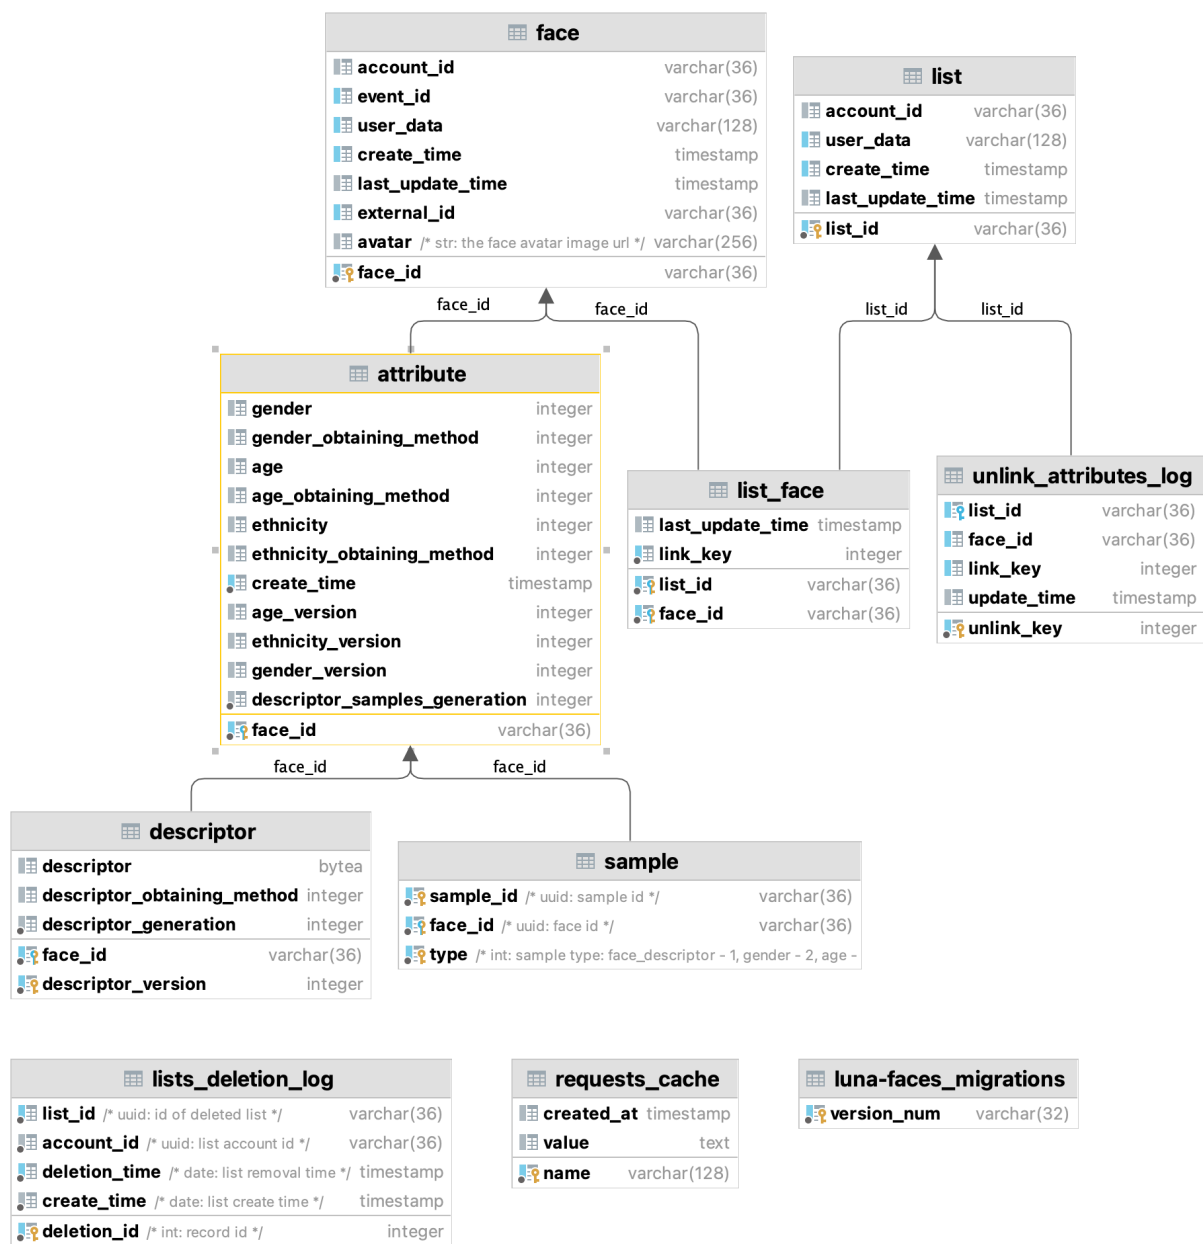 face
account_id varchar(36)
event_id varchar(36)
user_data varchar(128)
create_time timestamp
last_update_time timestamp
external_id varchar(36)
avatar /* str: the face avatar image url */ varchar(256)
face_id varchar(36)
list
account_id varchar(36)
user_data varchar(128)
create_time timestamp
last_update_time timestamp
list_id varchar(36)
face_id
face_id
list_id
list_id
attribute
gender integer
gender_obtaining_method integer
age integer
age_obtaining_method integer
ethnicity integer
ethnicity_obtaining_method integer
create_time timestamp
age_version integer
ethnicity_version integer
gender_version integer
descriptor_samples_generation integer
face_id varchar(36)
list_face
last_update_time timestamp
link_key integer
list_id varchar(36)
face_id varchar(36)
unlink_attributes_log
list_id varchar(36)
face_id varchar(36)
link_key integer
update_time timestamp
unlink_key integer
face_id
face_id
descriptor
descriptor bytea
descriptor_obtaining_method integer
descriptor_generation integer
face_id varchar(36)
descriptor_version integer
sample
sample_id /* uuid: sample id */ varchar(36)
face_id /* uuid: face id */ varchar(36)
type /* int: sample type: face_descriptor - 1, gender - 2, age -
lists_deletion_log
list_id /* uuid: id of deleted list */ varchar(36)
account_id /* uuid: list account id */ varchar(36)
deletion_time /* date: list removal time */ timestamp
create_time /* date: list create time */ timestamp
deletion_id /* int: record id */ integer
requests_cache
created_at timestamp
value text
name varchar(128)
luna-faces_migrations
version_num varchar(32)